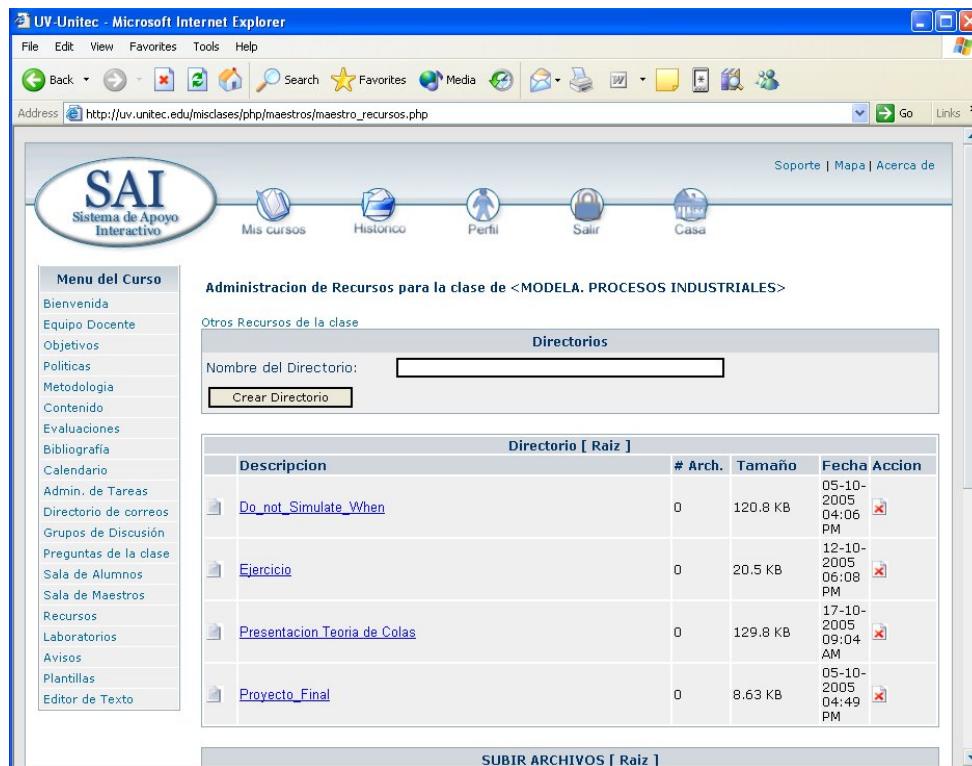 UV-Unitec - Microsoft Internet Explorer
File Edit View Favorites Tools Help
Back Search Favorites Media
Address http://uv.unitec.edu/misclases/php/maestros/maestro_recursos.php Go Links
Soporte | Mapa | Acerca de
SAI
Sistema de Apoyo
Interactivo
Mis cursos Historico Perfil Salir Casa
Menu del Curso
Bienvenida
Equipo Docente
Objetivos
Politicas
Metodologia
Contenido
Evaluaciones
Bibliografía
Calendario
Admin. de Tareas
Directorio de correos
Grupos de Discusión
Preguntas de la clase
Sala de Alumnos
Sala de Maestros
Recursos
Laboratorios
Avisos
Plantillas
Editor de Texto
Administracion de Recursos para la clase de <MODELA. PROCESOS INDUSTRIALES>
Otros Recursos de la clase
Directorios
Nombre del Directorio:
Crear Directorio
Directorio [ Raiz ]
Descripcion # Arch. Tamaño Fecha Accion
Do_not_Simulate_When 0 120.8 KB 05-10-
2005
04:06
PM
Ejercicio 0 20.5 KB 12-10-
2005
06:08
PM
Presentacion Teoria de Colas 0 129.8 KB 17-10-
2005
09:04
AM
Proyecto_Final 0 8.63 KB 05-10-
2005
04:49
PM
SUBIR ARCHIVOS [ Raiz ]